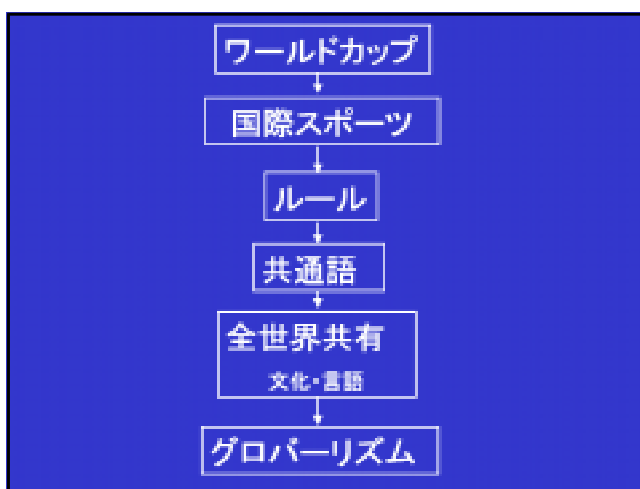 ワールドカップ
国際スポーツ
ルール
共通語
全世界共有
文化・言語
グロバーリズム